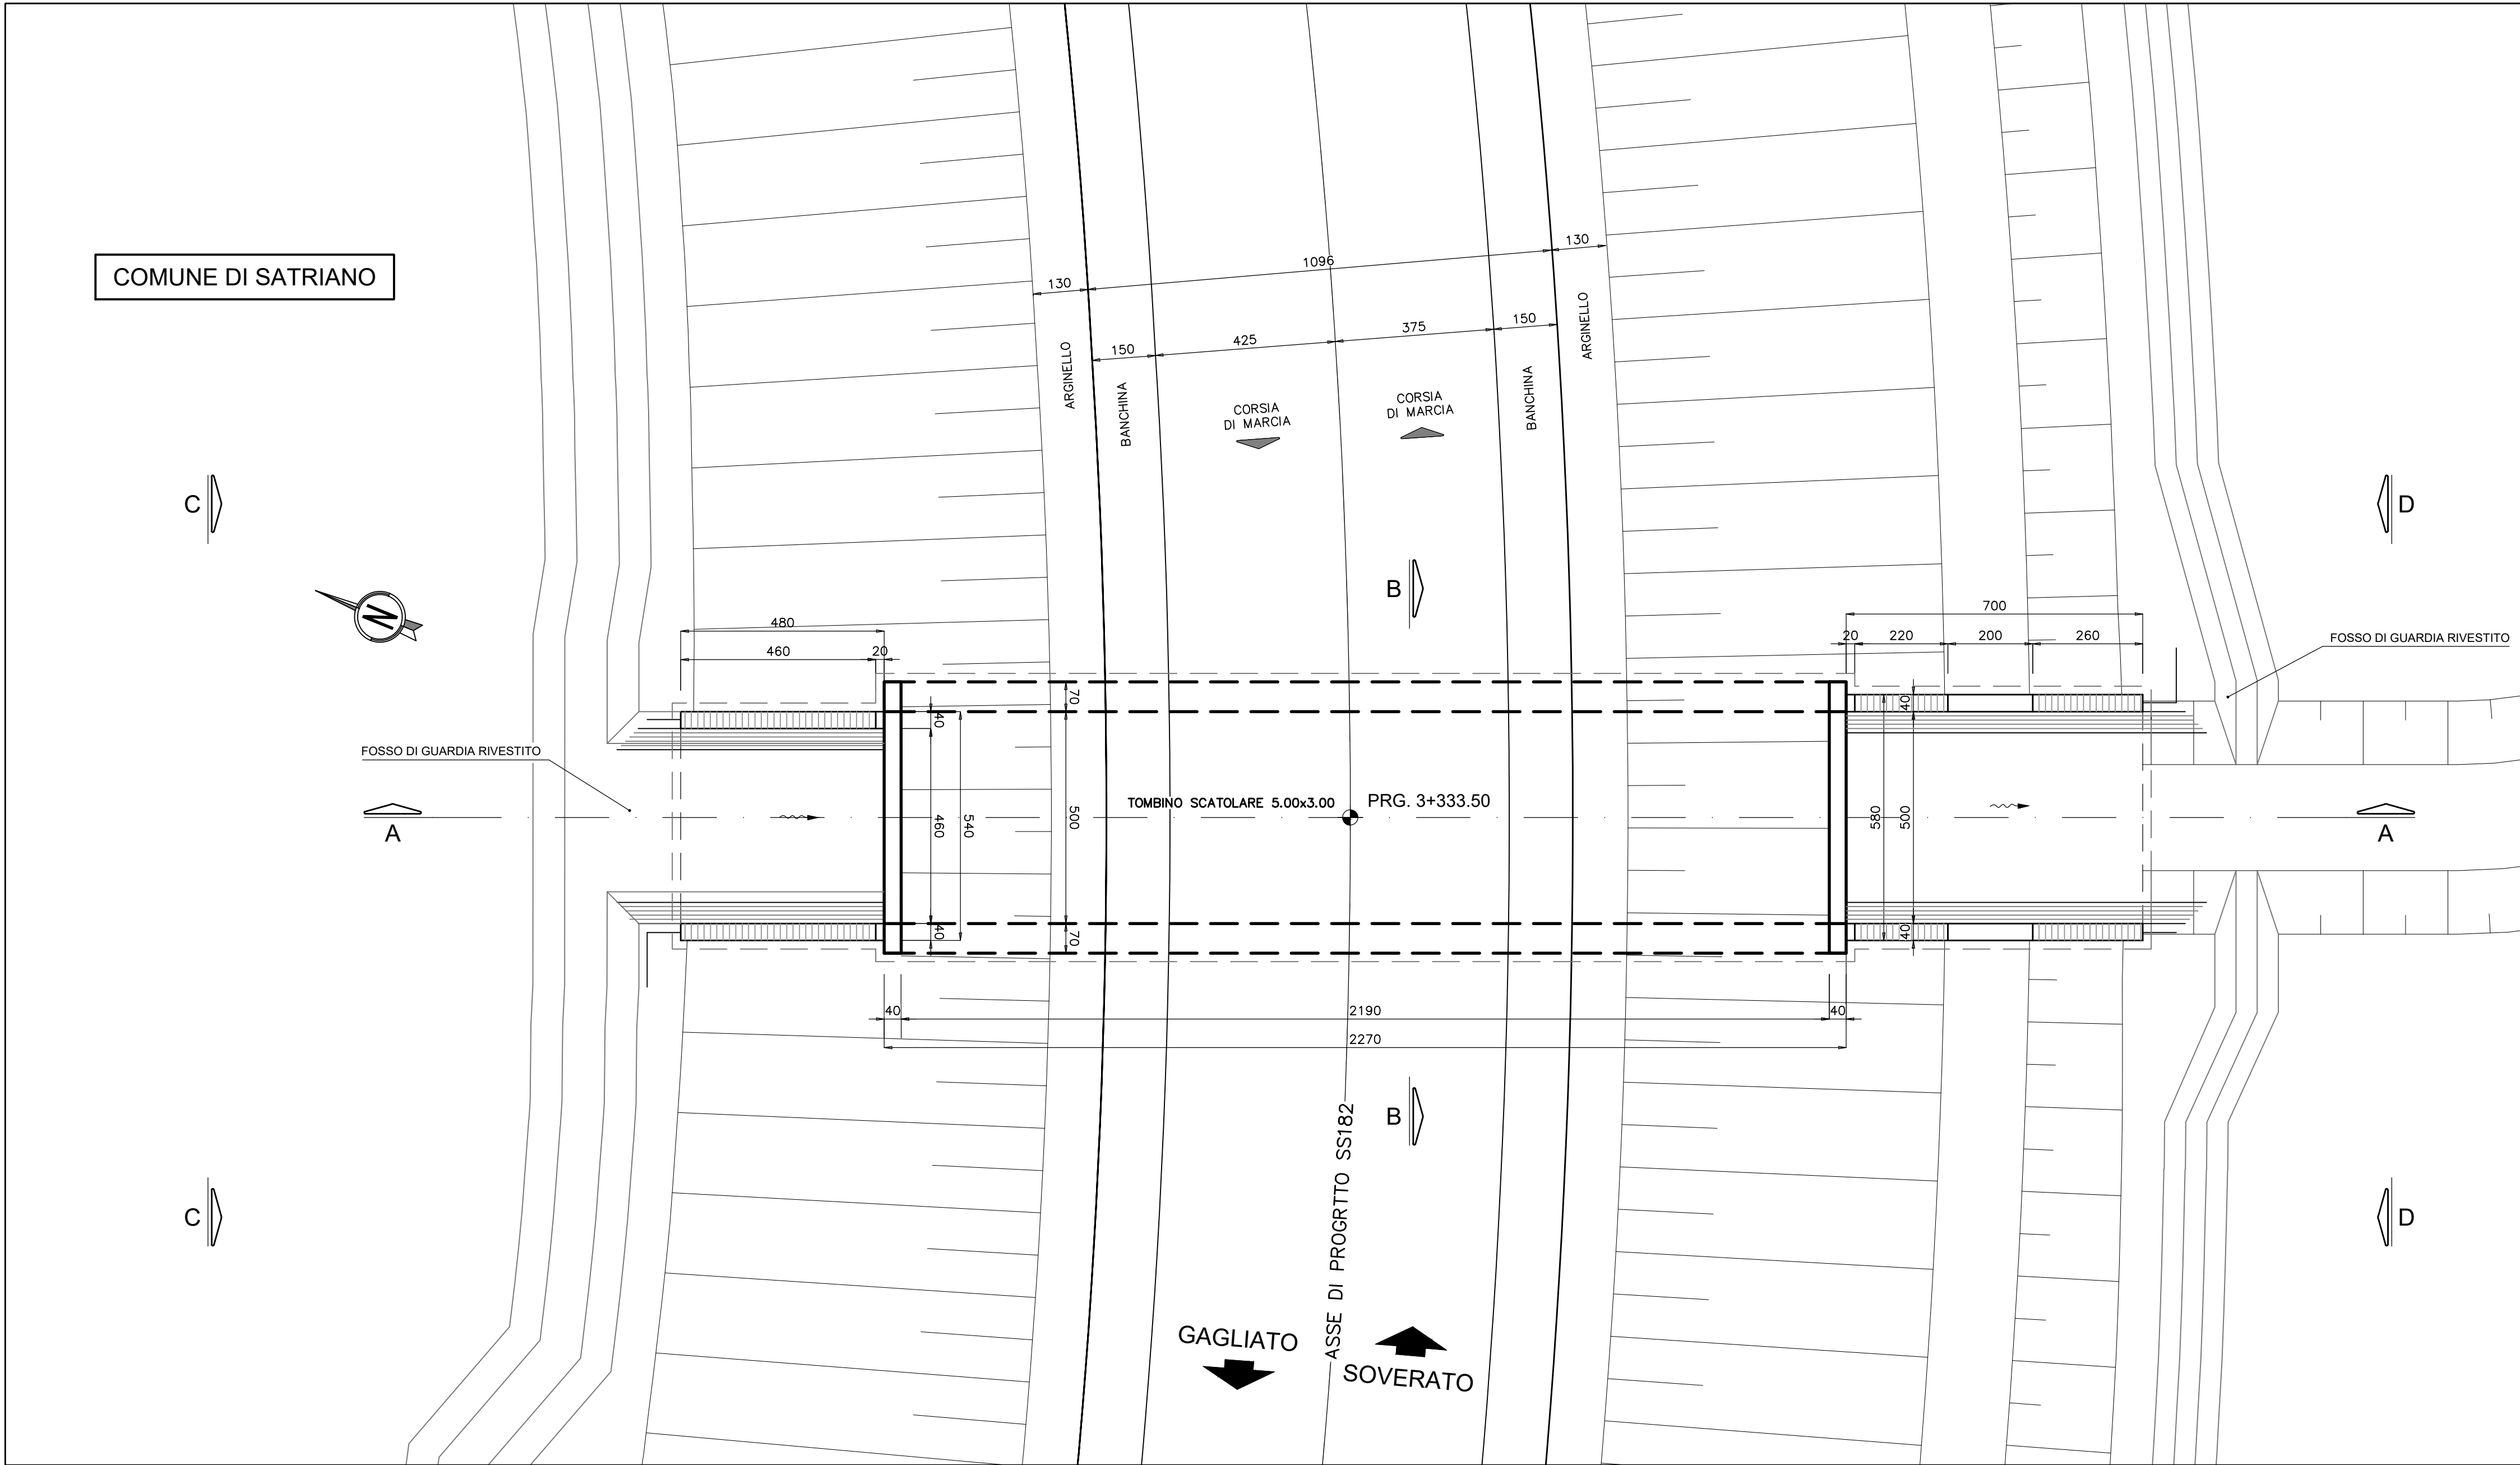 130
1096
130
COMUNE DI SATRIANO
150
425
375
150
ARGINELLO
BANCHINA
CORSIA
DI MARCIA
CORSIA
DI MARCIA
BANCHINA
ARGINELLO
C
D
B
N
480
460
20
700
20
220
200
260
FOSSO DI GUARDIA RIVESTITO
70
40
40
FOSSO DI GUARDIA RIVESTITO
A
460
540
500
TOMBINO SCATOLARE 5.00x3.00
PRG. 3+333.50
580
500
A
40
70
40
40
2190
40
2270
B
ASSE DI PROGRTTO SS182
C
D
GAGLIATO
SOVERATO